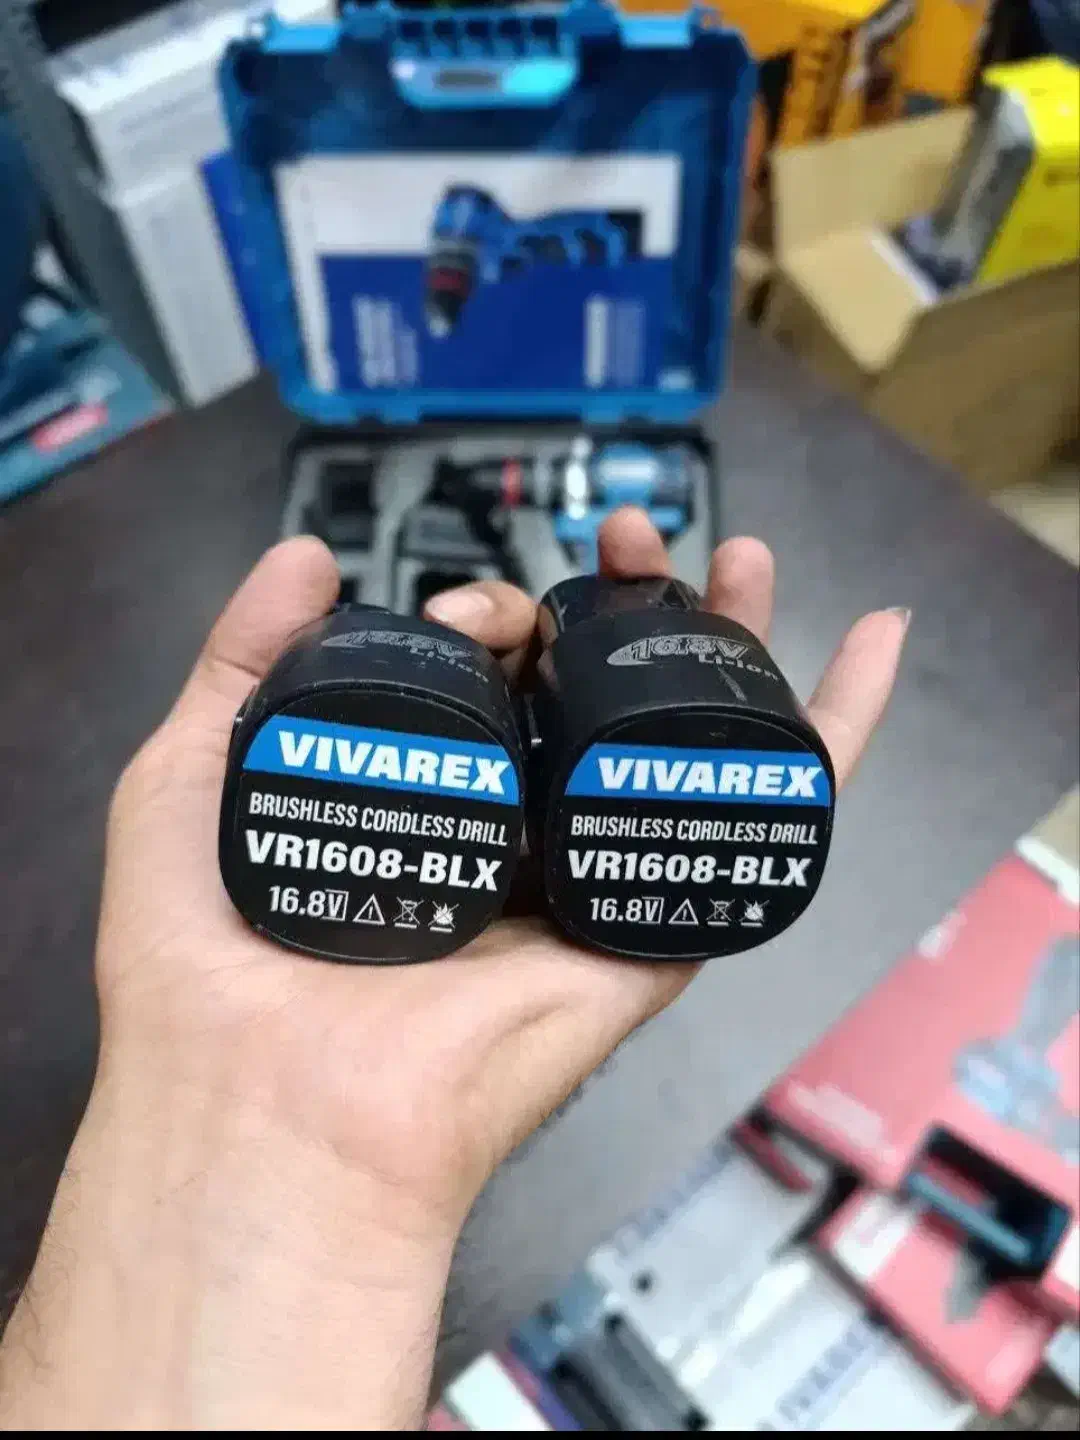 16.8V
Li-ion
VIVAREX
BRUSHLESS CORDLESS DRILL
VR1608-BLX
16.8V
16.8V
Li-ion
VIVAREX
BRUSHLESS CORDLESS DRILL
VR1608-BLX
16.8V